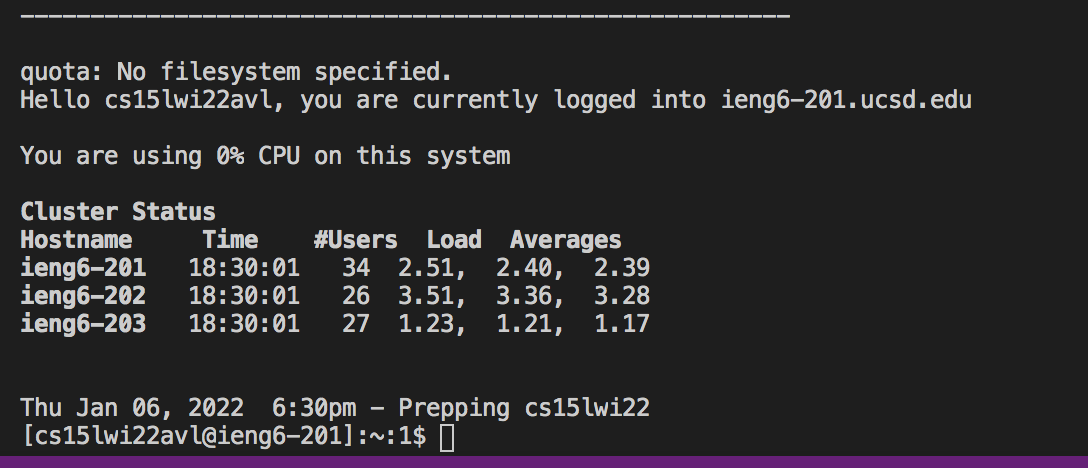 -------------------------------------------------------
quota: No filesystem specified.
Hello cs15lwi22avl, you are currently logged into ieng6-201.ucsd.edu
You are using 0% CPU on this system
Cluster Status
Hostname     Time    #Users  Load  Averages
ieng6-201   18:30:01   34  2.51,  2.40,  2.39
ieng6-202   18:30:01   26  3.51,  3.36,  3.28
ieng6-203   18:30:01   27  1.23,  1.21,  1.17
Thu Jan 06, 2022  6:30pm - Prepping cs15lwi22
[cs15lwi22avl@ieng6-201]:~:1$